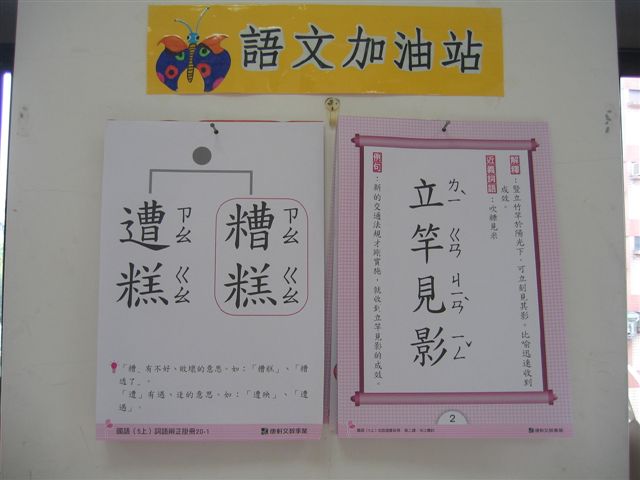 語文加油站
糟糕
ㄗㄠ ㄍㄠ
遭糕
ㄗㄠ ㄍㄠ
「糟」有不好、敗壞的意思。如:「糟糕」、「糟
透了」。
「遭」有遇、逢的意思。如:「遭殃」、「遭
遇」。
國語(5上)詞語辨正掛冊20-1
康軒文教事業
解釋:豎立竹竿於陽光下,可立刻見其影。比喻迅速收到
成效。
近義詞語:吹糠見米
立竿見影
ㄌㄧˋ ㄍㄢ ㄐㄧㄢˋ ㄧㄥˇ
例句:新的交通法規才剛實施,就收到立竿見影的成效。
2
康軒文教事業